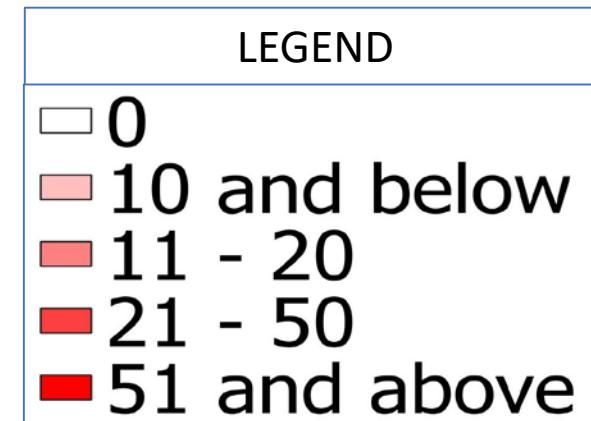 LEGEND
0
10 and below
11 - 20
21 - 50
51 and above